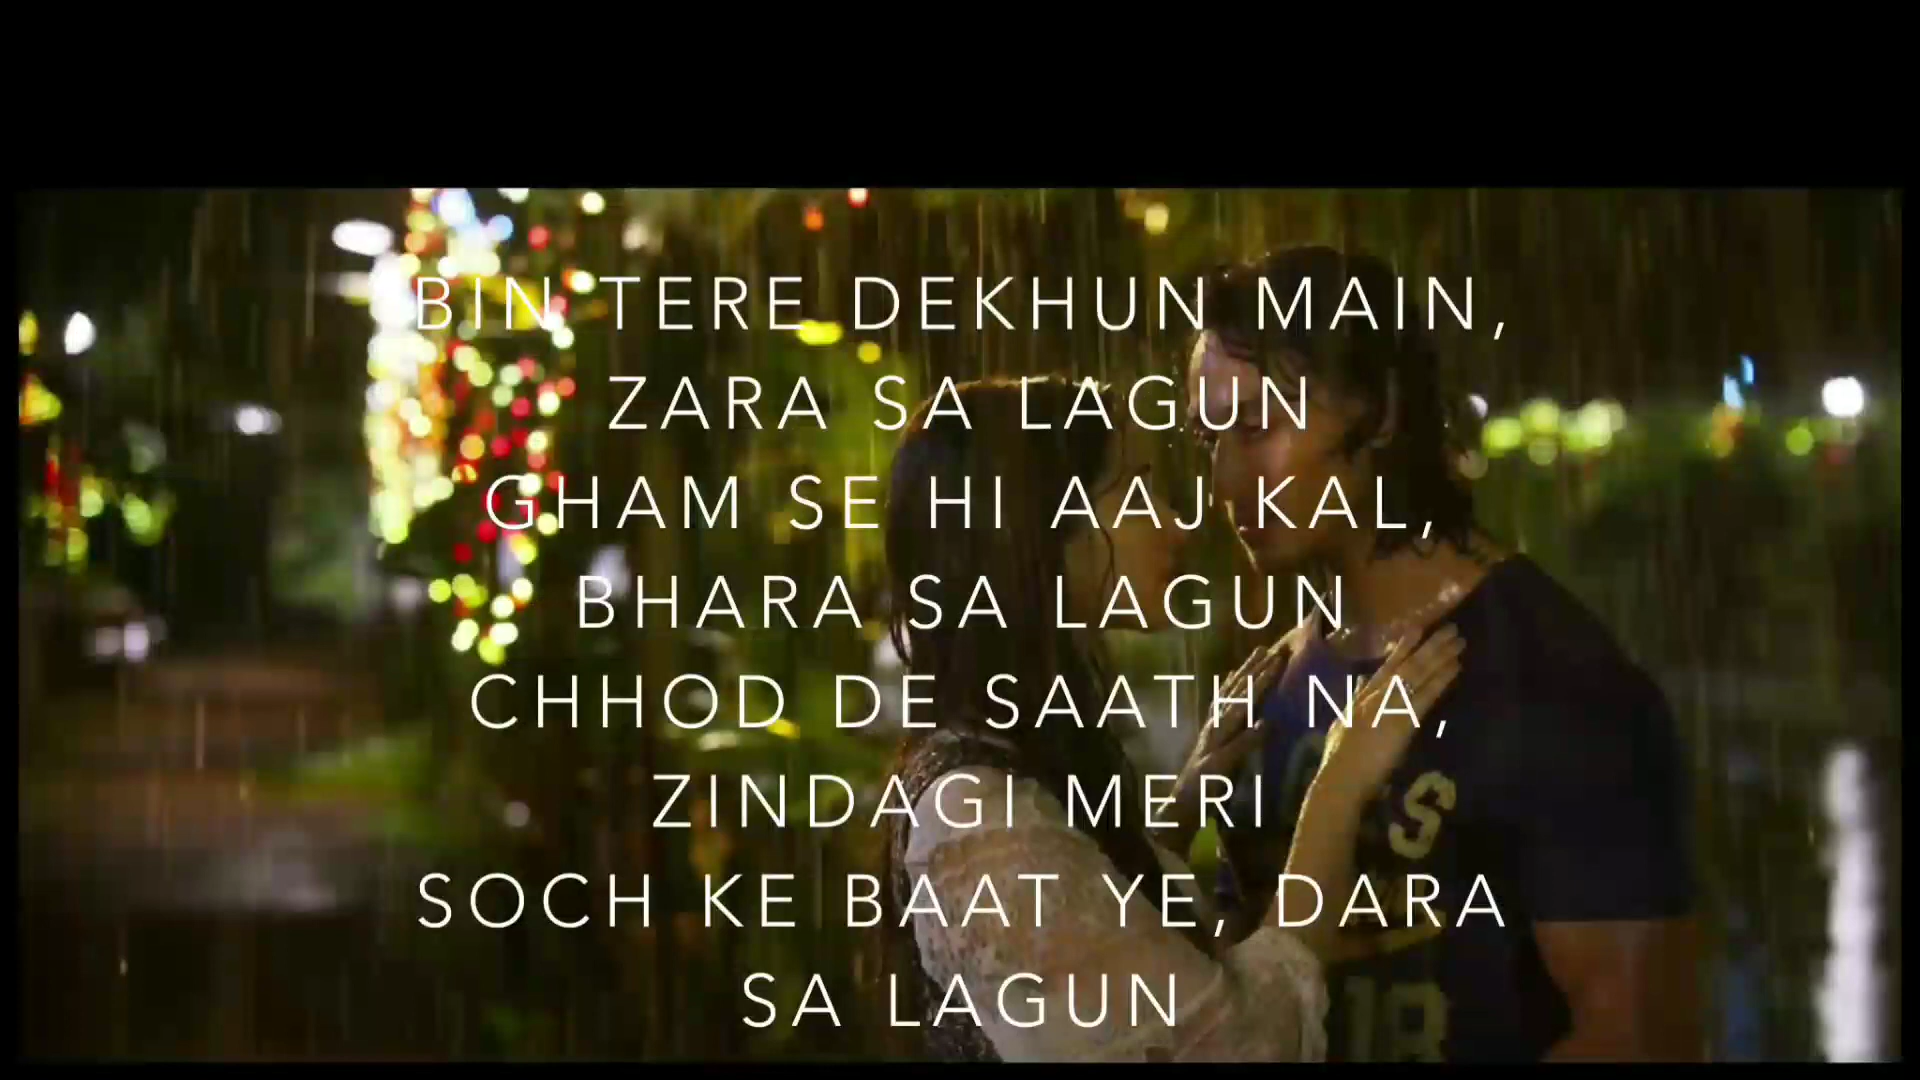 BIN TERE DEKHUN MAIN,
ZARA SA LAGUN
GHAM SE HI AAJ KAL,
BHARA SA LAGUN
CHHOD DE SAATH NA,
ZINDAGI MERI
SOCH KE BAAT YE, DARA
SA LAGUN
18